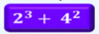 2³ + 4²